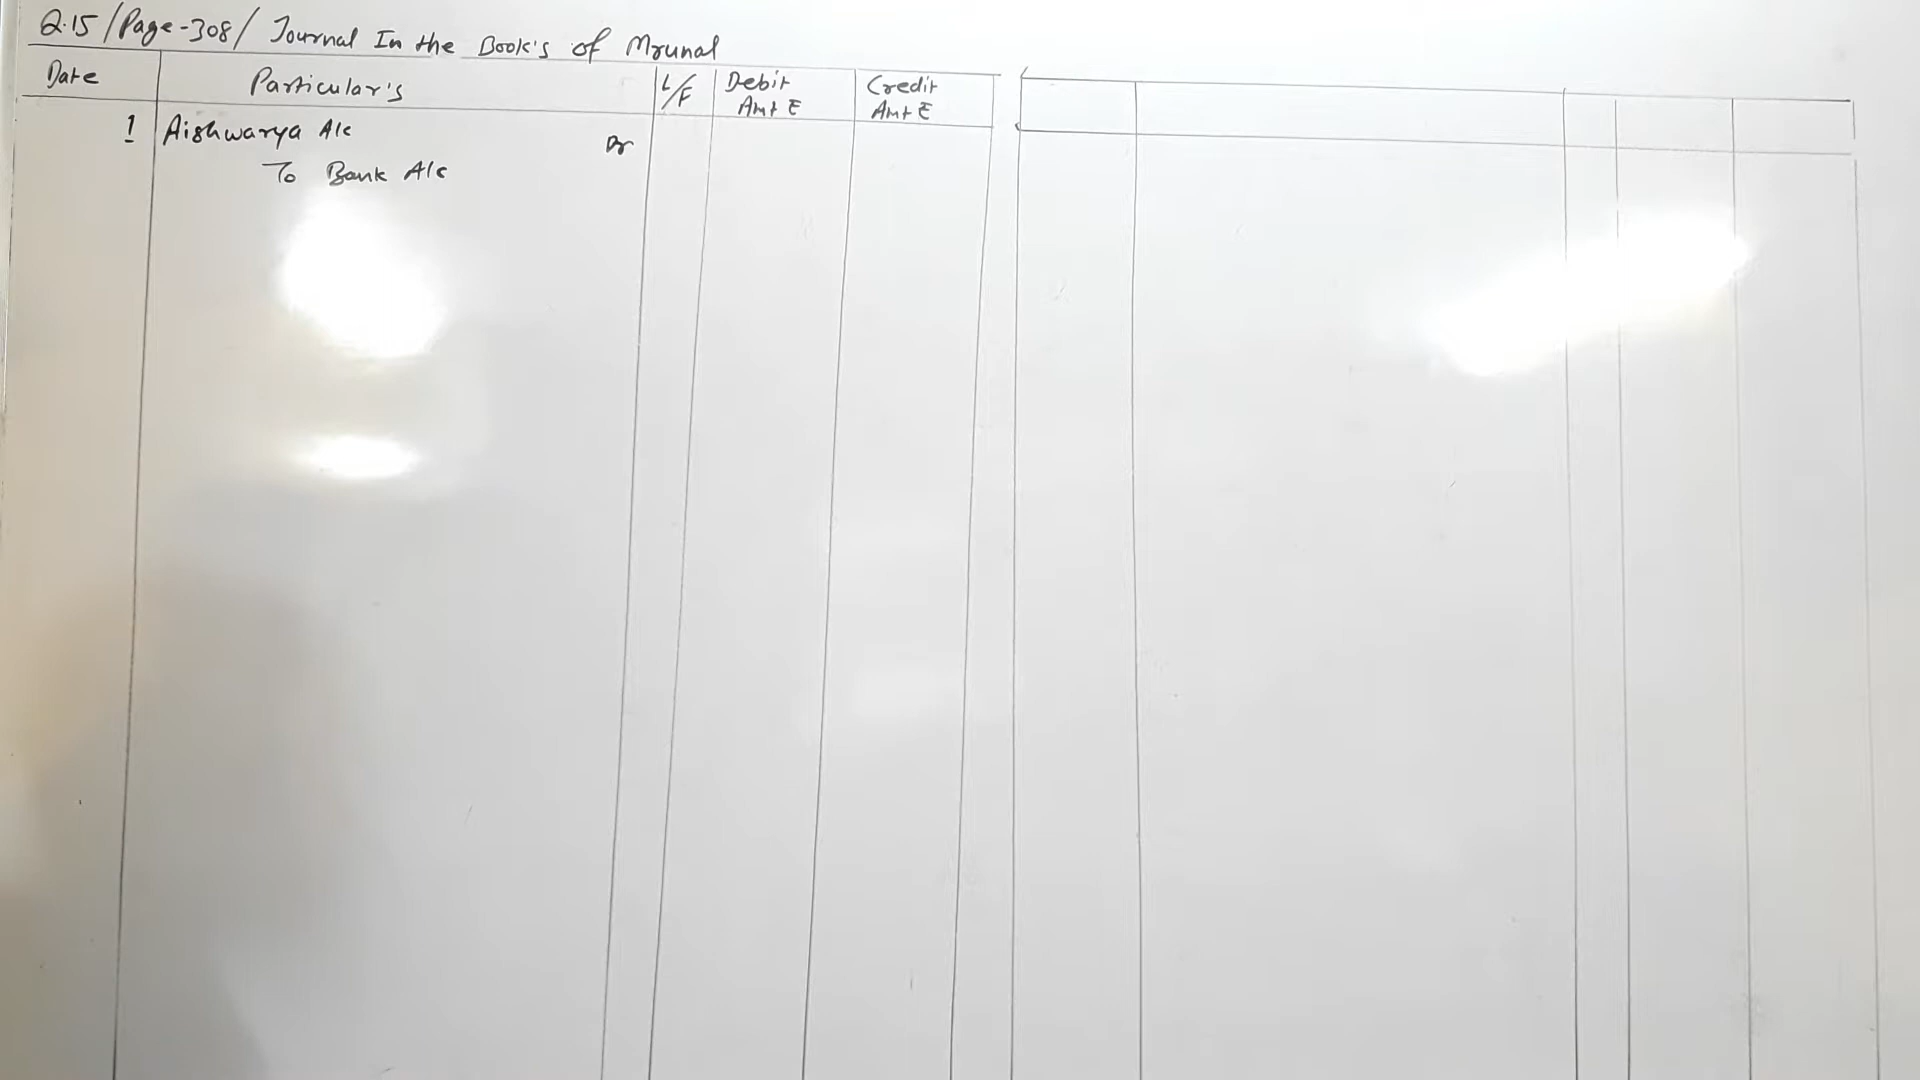 Q.15 /Page-308/ Journal In the Book's of Mrunal
Date Particular's L/F Debit Amt ₹ Credit Amt ₹
1 Aishwarya A/c Dr
To Bank A/c